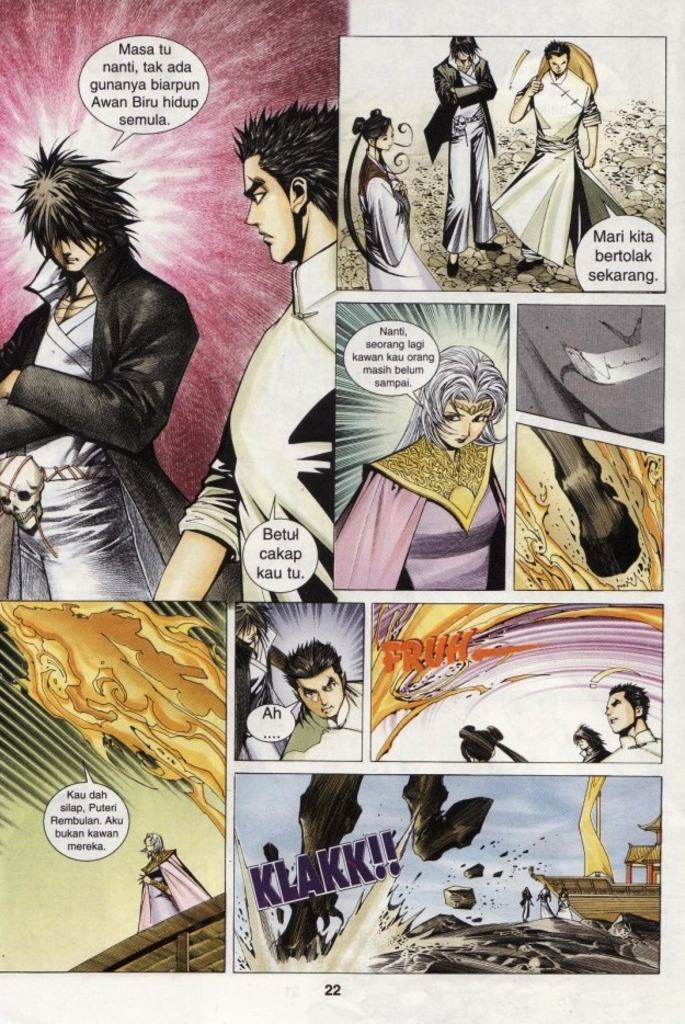 Masa tu
nanti, tak ada
gunanya biarpun
Awan Biru hidup
semula.
Betul
cakap
kau tu.
Mari kita
bertolak
sekarang.
Nanti,
seorang lagi
kawan kau orang
masih belum
sampai.
Kau dah
silap, Puteri
Rembulan. Aku
bukan kawan
mereka.
Ah
....
FRUH
KLAKK!!
22